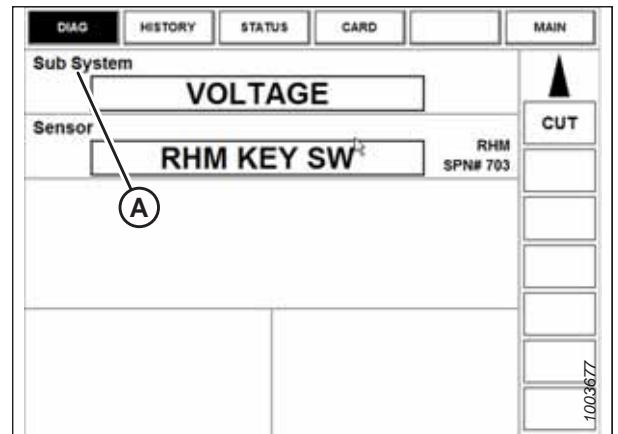 DIAG HISTORY STATUS CARD MAIN
Sub System
VOLTAGE
CUT
Sensor
RHM KEY SW
RHM
SPN# 703
A
1003677